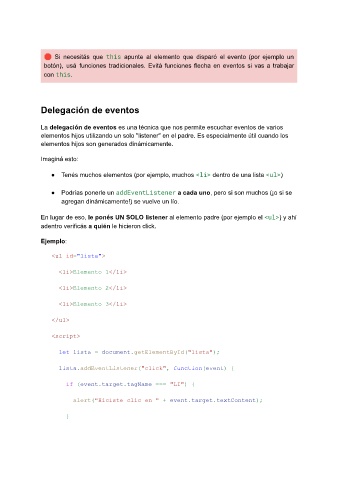 🔴 Si necesitás que this apunte al elemento que disparó el evento (por ejemplo un
botón), usá funciones tradicionales. Evitá funciones flecha en eventos si vas a trabajar
con this.
Delegación de eventos
La delegación de eventos es una técnica que nos permite escuchar eventos de varios
elementos hijos utilizando un solo "listener" en el padre. Es especialmente útil cuando los
elementos hijos son generados dinámicamente.
Imaginá esto:
● Tenés muchos elementos (por ejemplo, muchos <li> dentro de una lista <ul>)
● Podrías ponerle un addEventListener a cada uno, pero si son muchos (¡o si se
agregan dinámicamente!) se vuelve un lío.
En lugar de eso, le ponés UN SOLO listener al elemento padre (por ejemplo el <ul>) y ahí
adentro verificás a quién le hicieron click.
Ejemplo:
<ul id="lista">
<li>Elemento 1</li>
<li>Elemento 2</li>
<li>Elemento 3</li>
</ul>
<script>
let lista = document.getElementById("lista");
lista.addEventListener("click", function(event) {
if (event.target.tagName === "LI") {
alert("Hiciste clic en " + event.target.textContent);
}